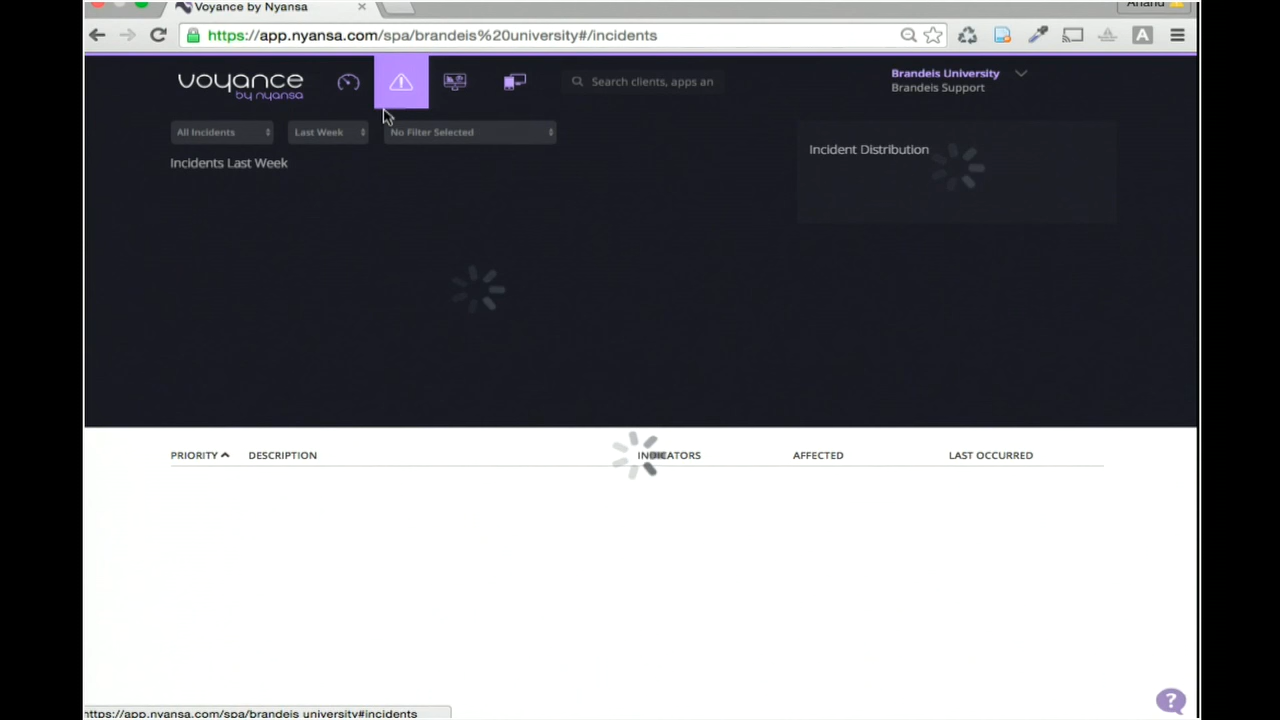 Voyance by Nyansa
Anand
https://app.nyansa.com/spa/brandeis%20university#/incidents
A
voyance
by nyansa
Search clients, apps an
Brandeis University
Brandeis Support
All Incidents
Last Week
No Filter Selected
Incidents Last Week
Incident Distribution
PRIORITY
DESCRIPTION
INDICATORS
AFFECTED
LAST OCCURRED
?
https://app.nyansa.com/spa/brandeis university#incidents